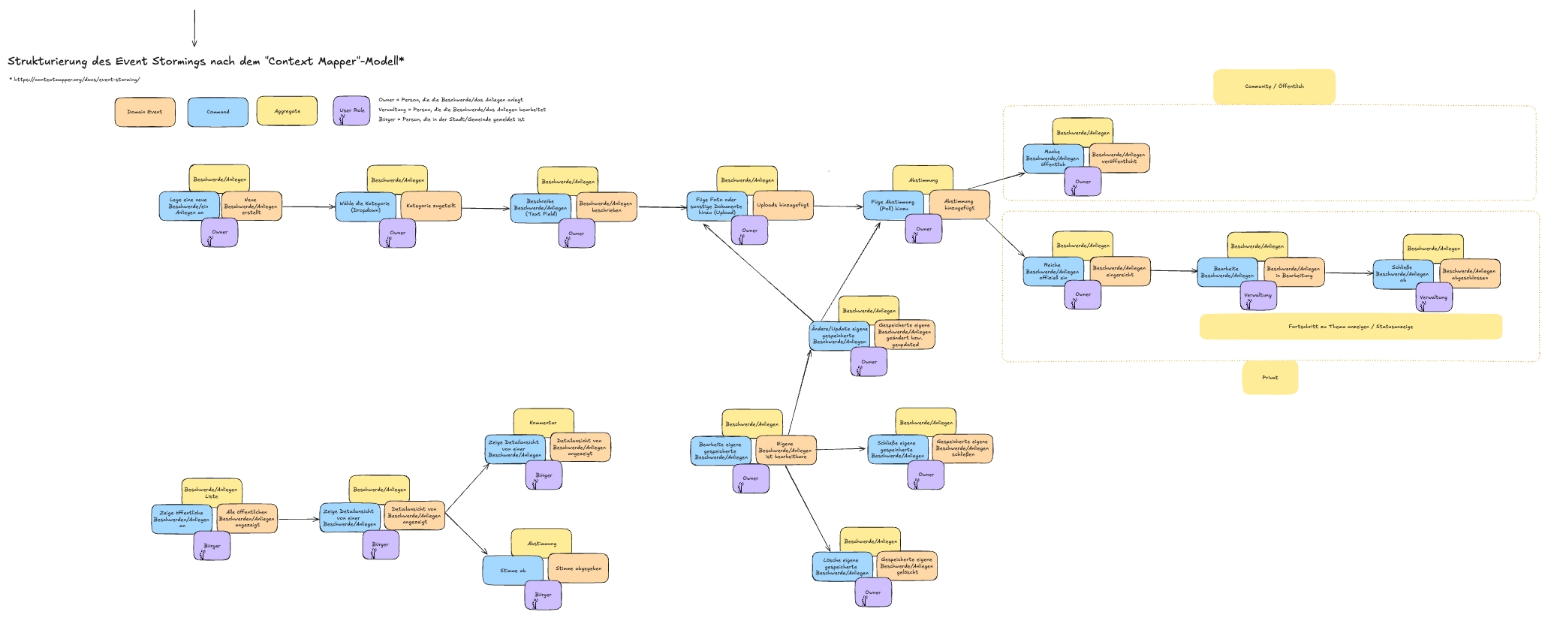 Strukturierung des Event Stormings nach dem "Context Mapper"-Modell*
* https://contextmapper.org/docs/event-storming/
Domain Event
Command
Aggregate
User Role
Owner = Person, die die Beschwerde/das Anliegen anlegt
Verwaltung = Person, die die Beschwerde/das Anliegen bearbeitet
Bürger = Person, die in der Stadt/Gemeinde gemeldet ist
Community / Öffentlich
Beschwerde/Anliegen
Mache
Beschwerde/Anliegen
öffentlich
Beschwerde/Anliegen
veröffentlicht
Owner
Beschwerde/Anliegen
Lege eine neue
Beschwerde/ein
Anliegen an
Neue
Beschwerde/Anliegen
erstellt
Owner
Beschwerde/Anliegen
Wähle die Kategorie
(Dropdown)
Kategorie zugeteilt
Owner
Beschwerde/Anliegen
Beschreibe
Beschwerde/Anliegen
(Text Field)
Beschwerde/Anliegen
beschrieben
Owner
Beschwerde/Anliegen
Füge Foto oder
sonstige Dokumente
hinzu (Upload)
Uploads hinzugefügt
Owner
Abstimmung
Füge Abstimmung
(Poll) hinzu
Abstimmung
hinzugefügt
Owner
Beschwerde/Anliegen
Reiche
Beschwerde/Anliegen
offiziell ein
Beschwerde/Anliegen
eingereicht
Owner
Beschwerde/Anliegen
Bearbeite
Beschwerde/Anliegen
Beschwerde/Anliegen
in Bearbeitung
Verwaltung
Beschwerde/Anliegen
Schließe
Beschwerde/Anliegen
ab
Beschwerde/Anliegen
abgeschlossen
Verwaltung
Fortschritt zu Thema anzeigen / Statusanzeige
Privat
Beschwerde/Anliegen
Ändere/Update eigene
gespeicherte
Beschwerde/Anliegen
Gespeicherte eigene
Beschwerde/Anliegen
geändert bzw.
geupdated
Owner
Beschwerde/Anliegen
Bearbeite eigene
gespeicherte
Beschwerde/Anliegen
Eigene
Beschwerde/Anliegen
ist bearbeitbare
Owner
Beschwerde/Anliegen
Schließe eigene
gespeicherte
Beschwerde/Anliegen
Gespeicherte eigene
Beschwerde/Anliegen
schließen
Owner
Beschwerde/Anliegen
Lösche eigene
gespeicherte
Beschwerde/Anliegen
Gespeicherte eigene
Beschwerde/Anliegen
gelöscht
Owner
Beschwerde/Anliegen
Liste
Zeige öffentliche
Beschwerden/Anliegen
an
Alle öffentlichen
Beschwerden/Anliegen
angezeigt
Bürger
Beschwerde/Anliegen
Zeige Detailansicht
von einer
Beschwerde/Anliegen
Detailansicht von
Beschwerde/Anliegen
angezeigt
Bürger
Kommentar
Zeige Detailansicht
von einer
Beschwerde/Anliegen
Detailansicht von
Beschwerde/Anliegen
angezeigt
Bürger
Abstimmung
Stimme ab
Stimme abgegeben
Bürger